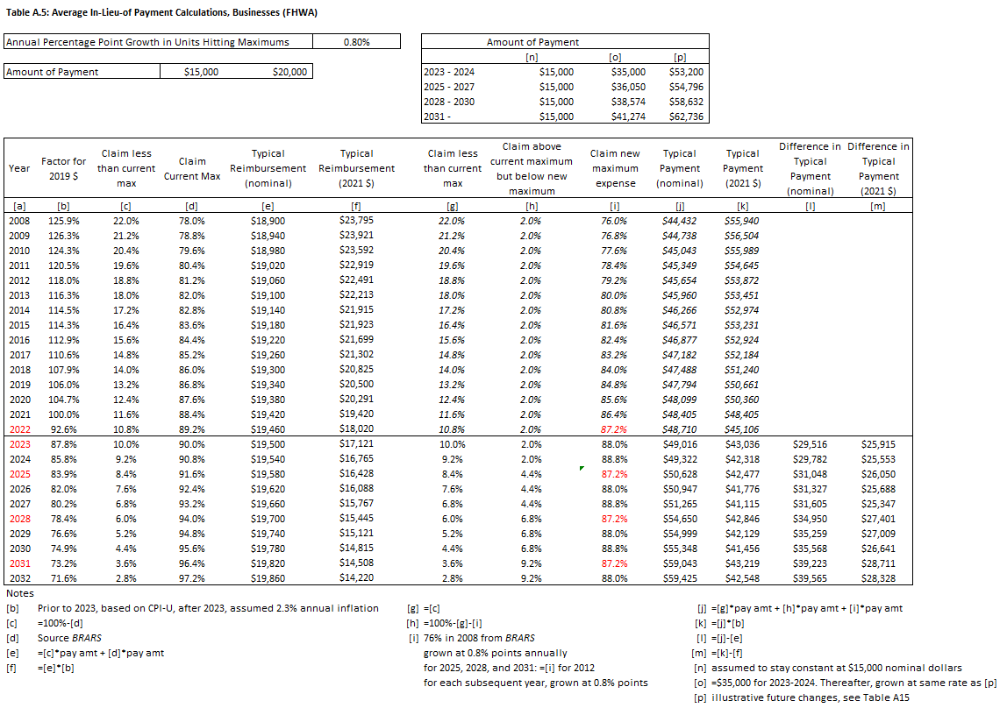 Table A.5: Average In-Lieu-of Payment Calculations, Businesses (FHWA)
Annual Percentage Point Growth in Units Hitting Maximums 0.80%
Amount of Payment $15,000 $20,000
Amount of Payment
[n] [o] [p]
2023 - 2024 $15,000 $35,000 $53,200
2025 - 2027 $15,000 $36,050 $54,796
2028 - 2030 $15,000 $38,574 $58,632
2031 - $15,000 $41,274 $62,736
Year Factor for 2019 $ Claim less than current max Claim Current Max Typical Reimbursement (nominal) Typical Reimbursement (2021 $) Claim less than current max Claim above current maximum but below new maximum Claim new maximum expense Typical Payment (nominal) Typical Payment (2021 $) Difference in Typical Payment (nominal) Difference in Typical Payment (2021 $)
[a] [b] [c] [d] [e] [f] [g] [h] [i] [j] [k] [l] [m]
2008 125.9% 22.0% 78.0% $18,900 $23,795 22.0% 2.0% 76.0% $44,432 $55,940
2009 126.3% 21.2% 78.8% $18,940 $23,921 21.2% 2.0% 76.8% $44,738 $56,504
2010 124.3% 20.4% 79.6% $18,980 $23,592 20.4% 2.0% 77.6% $45,043 $55,989
2011 120.5% 19.6% 80.4% $19,020 $22,919 19.6% 2.0% 78.4% $45,349 $54,645
2012 118.0% 18.8% 81.2% $19,060 $22,491 18.8% 2.0% 79.2% $45,654 $53,872
2013 116.3% 18.0% 82.0% $19,100 $22,213 18.0% 2.0% 80.0% $45,960 $53,451
2014 114.5% 17.2% 82.8% $19,140 $21,915 17.2% 2.0% 80.8% $46,266 $52,974
2015 114.3% 16.4% 83.6% $19,180 $21,923 16.4% 2.0% 81.6% $46,571 $53,231
2016 112.9% 15.6% 84.4% $19,220 $21,699 15.6% 2.0% 82.4% $46,877 $52,924
2017 110.6% 14.8% 85.2% $19,260 $21,302 14.8% 2.0% 83.2% $47,182 $52,184
2018 107.9% 14.0% 86.0% $19,300 $20,825 14.0% 2.0% 84.0% $47,488 $51,240
2019 106.0% 13.2% 86.8% $19,340 $20,500 13.2% 2.0% 84.8% $47,794 $50,661
2020 104.7% 12.4% 87.6% $19,380 $20,291 12.4% 2.0% 85.6% $48,099 $50,360
2021 100.0% 11.6% 88.4% $19,420 $19,420 11.6% 2.0% 86.4% $48,405 $48,405
2022 92.6% 10.8% 89.2% $19,460 $18,020 10.8% 2.0% 87.2% $48,710 $45,106
2023 87.8% 10.0% 90.0% $19,500 $17,121 10.0% 2.0% 88.0% $49,016 $43,036 $29,516 $25,915
2024 85.8% 9.2% 90.8% $19,540 $16,765 9.2% 2.0% 88.8% $49,322 $42,318 $29,782 $25,553
2025 83.9% 8.4% 91.6% $19,580 $16,428 8.4% 4.4% 87.2% $50,628 $42,477 $31,048 $26,050
2026 82.0% 7.6% 92.4% $19,620 $16,088 7.6% 4.4% 88.0% $50,947 $41,776 $31,327 $25,688
2027 80.2% 6.8% 93.2% $19,660 $15,767 6.8% 4.4% 88.8% $51,265 $41,115 $31,605 $25,347
2028 78.4% 6.0% 94.0% $19,700 $15,445 6.0% 6.8% 87.2% $54,650 $42,846 $34,950 $27,401
2029 76.6% 5.2% 94.8% $19,740 $15,121 5.2% 6.8% 88.0% $54,999 $42,129 $35,259 $27,009
2030 74.9% 4.4% 95.6% $19,780 $14,815 4.4% 6.8% 88.8% $55,348 $41,456 $35,568 $26,641
2031 73.2% 3.6% 96.4% $19,820 $14,508 3.6% 9.2% 87.2% $59,043 $43,219 $39,223 $28,711
2032 71.6% 2.8% 97.2% $19,860 $14,220 2.8% 9.2% 88.0% $59,425 $42,548 $39,565 $28,328
Notes
[b] Prior to 2023, based on CPI-U, after 2023, assumed 2.3% annual inflation [g] =[c] [j] =[g]*pay amt + [h]*pay amt + [i]*pay amt
[c] =100%-[d] [h] =100%-[g]-[i] [k] =[j]*[b]
[d] Source BRARS [i] 76% in 2008 from BRARS [l] =[j]-[e]
[e] =[c]*pay amt + [d]*pay amt grown at 0.8% points annually [m] =[k]-[f]
[f] =[e]*[b] for 2025, 2028, and 2031: =[i] for 2012 [n] assumed to stay constant at $15,000 nominal dollars
for each subsequent year, grown at 0.8% points [o] =$35,000 for 2023-2024. Thereafter, grown at same rate as [p]
[p] illustrative future changes, see Table A15